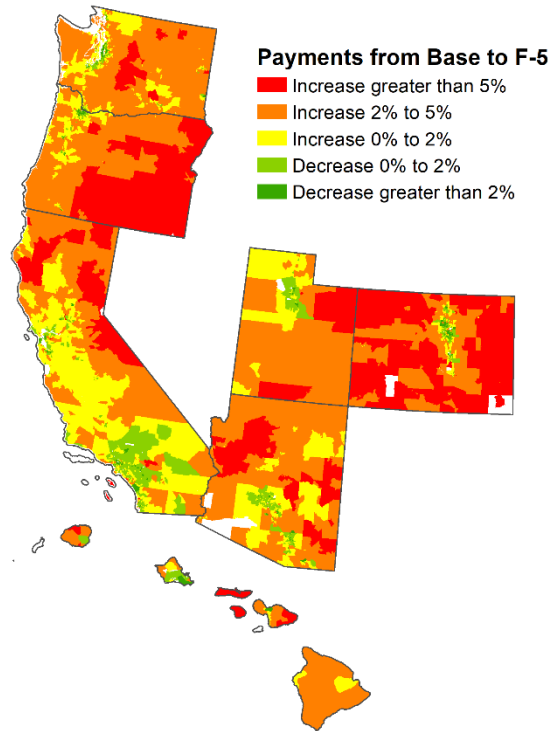 Payments from Base to F-5
Increase greater than 5%
Increase 2% to 5%
Increase 0% to 2%
Decrease 0% to 2%
Decrease greater than 2%